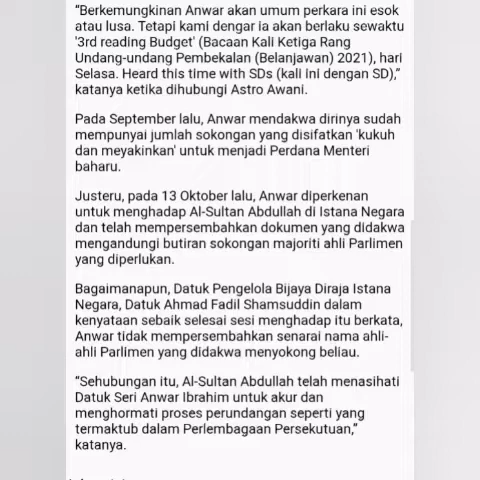 “Berkemungkinan Anwar akan umum perkara ini esok
atau lusa. Tetapi kami dengar ia akan berlaku sewaktu
'3rd reading Budget' (Bacaan Kali Ketiga Rang
Undang-undang Pembekalan (Belanjawan) 2021), hari
Selasa. Heard this time with SDs (kali ini dengan SD),”
katanya ketika dihubungi Astro Awani.
Pada September lalu, Anwar mendakwa dirinya sudah
mempunyai jumlah sokongan yang disifatkan 'kukuh
dan meyakinkan' untuk menjadi Perdana Menteri
baharu.
Justeru, pada 13 Oktober lalu, Anwar diperkenan
untuk menghadap Al-Sultan Abdullah di Istana Negara
dan telah mempersembahkan dokumen yang didakwa
mengandungi butiran sokongan majoriti ahli Parlimen
yang diperlukan.
Bagaimanapun, Datuk Pengelola Bijaya Diraja Istana
Negara, Datuk Ahmad Fadil Shamsuddin dalam
kenyataan sebaik selesai sesi menghadap itu berkata,
Anwar tidak mempersembahkan senarai nama ahli-
ahli Parlimen yang didakwa menyokong beliau.
“Sehubungan itu, Al-Sultan Abdullah telah menasihati
Datuk Seri Anwar Ibrahim untuk akur dan
menghormati proses perundangan seperti yang
termaktub dalam Perlembagaan Persekutuan,”
katanya.